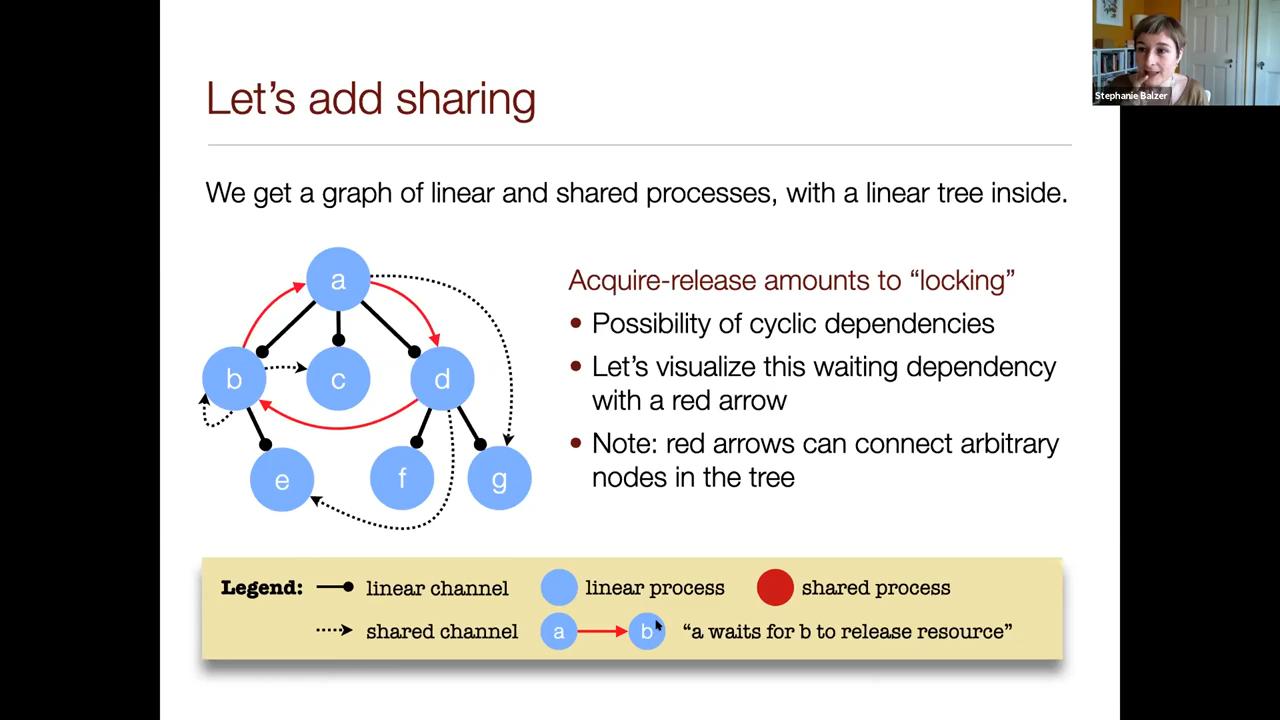 Stephanie Balzer
Let's add sharing
We get a graph of linear and shared processes, with a linear tree inside.
a
b
c
d
e
f
g
Acquire-release amounts to “locking”
• Possibility of cyclic dependencies
• Let's visualize this waiting dependency
with a red arrow
• Note: red arrows can connect arbitrary
nodes in the tree
Legend: linear channel linear process shared process
shared channel a b “a waits for b to release resource”